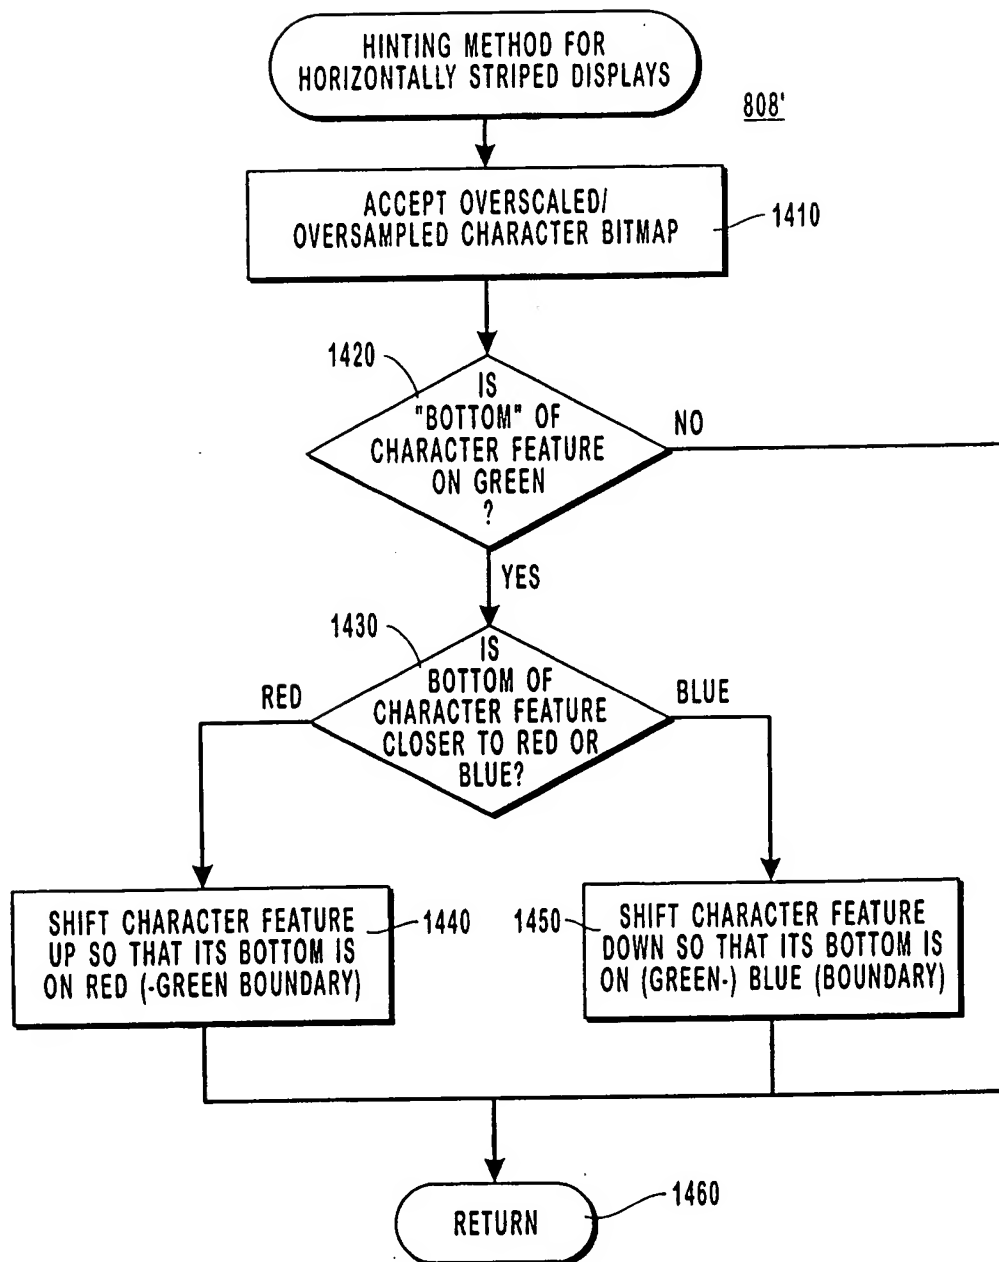 HINTING METHOD FOR
HORIZONTALLY STRIPED DISPLAYS
808'
ACCEPT OVERSCALED/
OVERSAMPLED CHARACTER BITMAP
1410
1420
IS
"BOTTOM" OF
CHARACTER FEATURE
ON GREEN
?
NO
YES
1430
IS
BOTTOM OF
CHARACTER FEATURE
CLOSER TO RED OR
BLUE?
RED
BLUE
SHIFT CHARACTER FEATURE
UP SO THAT ITS BOTTOM IS
ON RED (-GREEN BOUNDARY)
1440
1450
SHIFT CHARACTER FEATURE
DOWN SO THAT ITS BOTTOM IS
ON (GREEN-) BLUE (BOUNDARY)
RETURN
1460